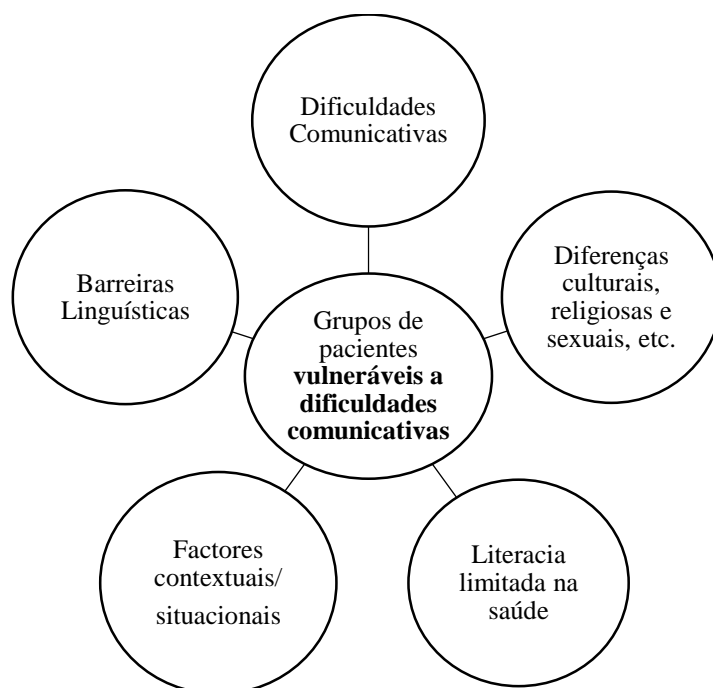 Dificuldades
Comunicativas
Diferenças
culturais,
religiosas e
sexuais, etc.
Barreiras
Linguísticas
Grupos de
pacientes
vulneráveis a
dificuldades
comunicativas
Factores
contextuais/
situacionais
Literacia
limitada na
saúde